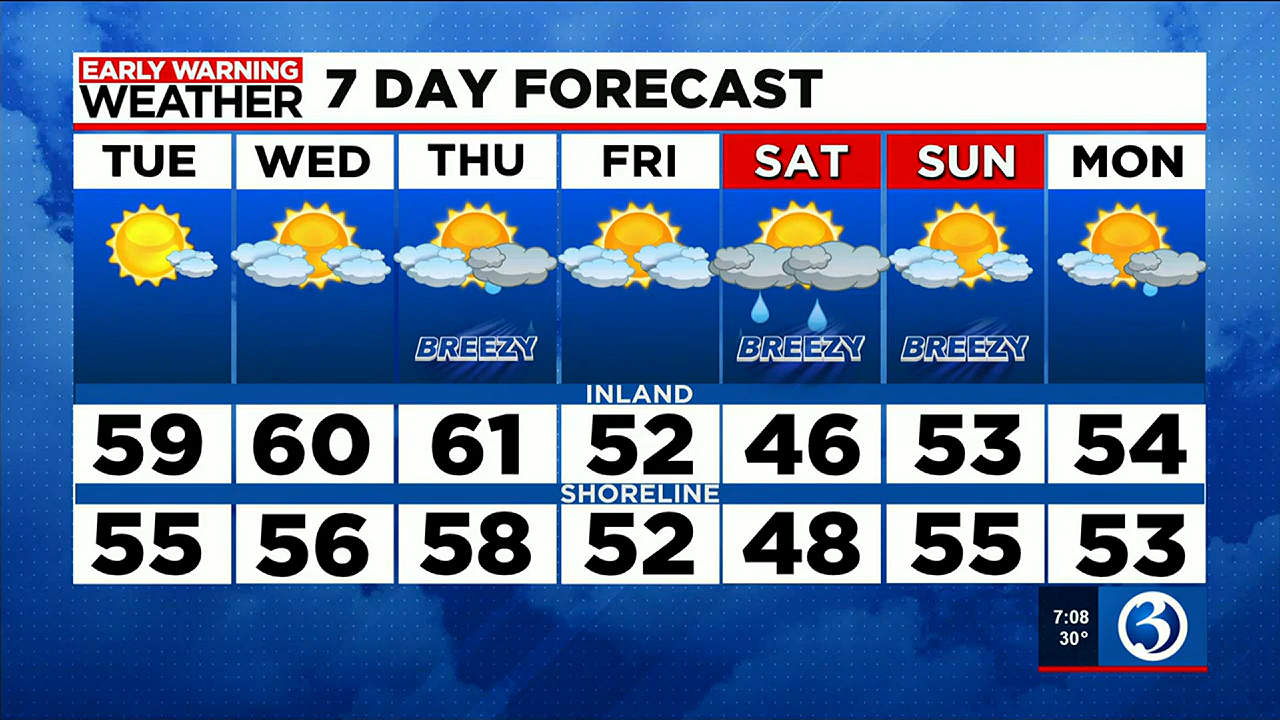 EARLY WARNING
WEATHER
7 DAY FORECAST
TUE WED THU FRI SAT SUN MON
BREEZY BREEZY BREEZY
INLAND
59 60 61 52 46 53 54
SHORELINE
55 56 58 52 48 55 53
7:08
30°
3